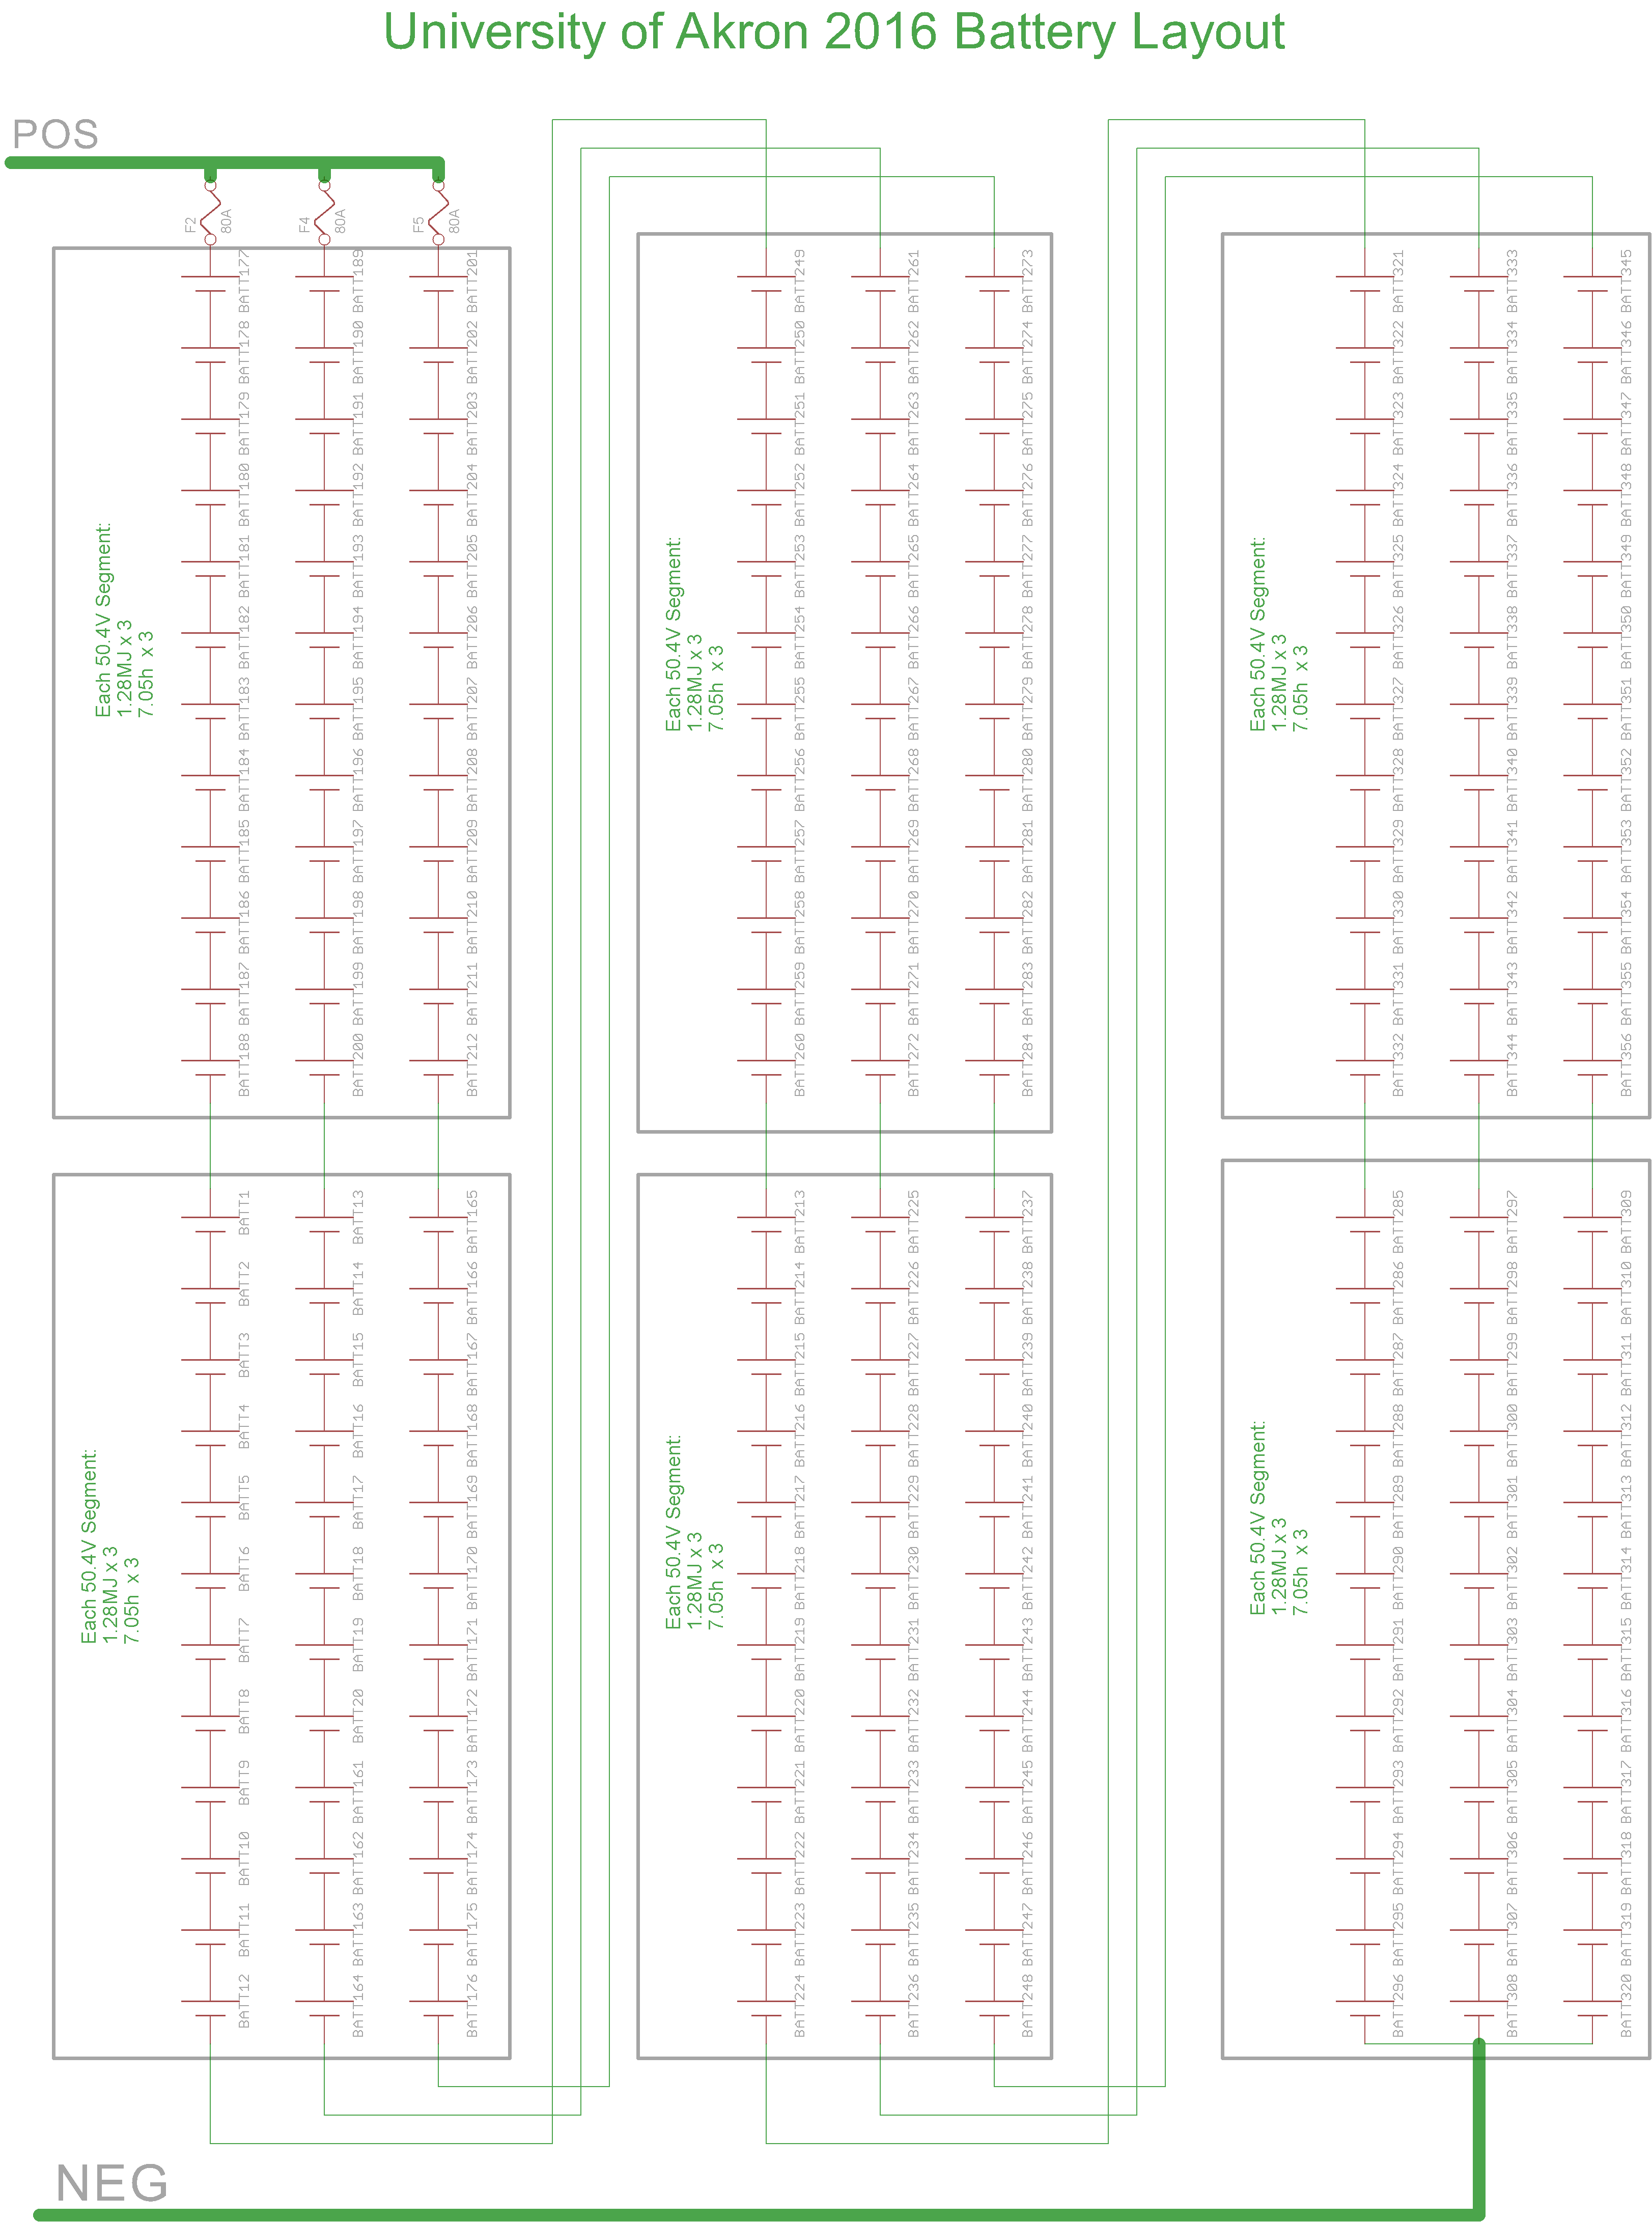 University of Akron 2016 Battery Layout
POS
F2
80A
F4
80A
F5
80A
Each 50.4V Segment:
1.28MJ x 3
7.05h x 3
BATT177
BATT178
BATT179
BATT180
BATT181
BATT182
BATT183
BATT184
BATT185
BATT186
BATT187
BATT188
BATT189
BATT190
BATT191
BATT192
BATT193
BATT194
BATT195
BATT196
BATT197
BATT198
BATT199
BATT200
BATT201
BATT202
BATT203
BATT204
BATT205
BATT206
BATT207
BATT208
BATT209
BATT210
BATT211
BATT212
Each 50.4V Segment:
1.28MJ x 3
7.05h x 3
BATT249
BATT250
BATT251
BATT252
BATT253
BATT254
BATT255
BATT256
BATT257
BATT258
BATT259
BATT260
BATT261
BATT262
BATT263
BATT264
BATT265
BATT266
BATT267
BATT268
BATT269
BATT270
BATT271
BATT272
BATT273
BATT274
BATT275
BATT276
BATT277
BATT278
BATT279
BATT280
BATT281
BATT282
BATT283
BATT284
Each 50.4V Segment:
1.28MJ x 3
7.05h x 3
BATT321
BATT322
BATT323
BATT324
BATT325
BATT326
BATT327
BATT328
BATT329
BATT330
BATT331
BATT332
BATT333
BATT334
BATT335
BATT336
BATT337
BATT338
BATT339
BATT340
BATT341
BATT342
BATT343
BATT344
BATT345
BATT346
BATT347
BATT348
BATT349
BATT350
BATT351
BATT352
BATT353
BATT354
BATT355
BATT356
Each 50.4V Segment:
1.28MJ x 3
7.05h x 3
BATT1
BATT2
BATT3
BATT4
BATT5
BATT6
BATT7
BATT8
BATT9
BATT10
BATT11
BATT12
BATT13
BATT14
BATT15
BATT16
BATT17
BATT18
BATT19
BATT20
BATT161
BATT162
BATT163
BATT164
BATT165
BATT166
BATT167
BATT168
BATT169
BATT170
BATT171
BATT172
BATT173
BATT174
BATT175
BATT176
Each 50.4V Segment:
1.28MJ x 3
7.05h x 3
BATT213
BATT214
BATT215
BATT216
BATT217
BATT218
BATT219
BATT220
BATT221
BATT222
BATT223
BATT224
BATT225
BATT226
BATT227
BATT228
BATT229
BATT230
BATT231
BATT232
BATT233
BATT234
BATT235
BATT236
BATT237
BATT238
BATT239
BATT240
BATT241
BATT242
BATT243
BATT244
BATT245
BATT246
BATT247
BATT248
Each 50.4V Segment:
1.28MJ x 3
7.05h x 3
BATT285
BATT286
BATT287
BATT288
BATT289
BATT290
BATT291
BATT292
BATT293
BATT294
BATT295
BATT296
BATT297
BATT298
BATT299
BATT300
BATT301
BATT302
BATT303
BATT304
BATT305
BATT306
BATT307
BATT308
BATT309
BATT310
BATT311
BATT312
BATT313
BATT314
BATT315
BATT316
BATT317
BATT318
BATT319
BATT320
NEG